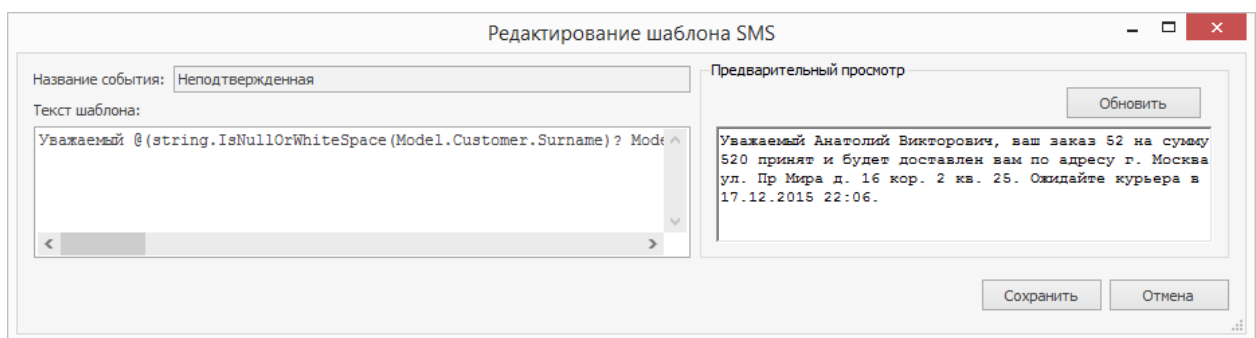 Редактирование шаблона SMS
Название события: Неподтвержденная
Текст шаблона:
Уважаемый @(string.IsNullOrWhiteSpace(Model.Customer.Surname)? Mode
Предварительный просмотр
Обновить
Уважаемый Анатолий Викторович, ваш заказ 52 на сумму
520 принят и будет доставлен вам по адресу г. Москва
ул. Пр Мира д. 16 кор. 2 кв. 25. Ожидайте курьера в
17.12.2015 22:06.
Сохранить
Отмена